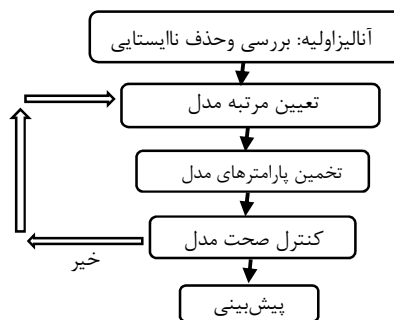 آنالیزاولیه: بررسی وحذف ناایستایی
تعیین مرتبه مدل
تخمین پارامترهای مدل
کنترل صحت مدل
خیر
پیش‌بینی